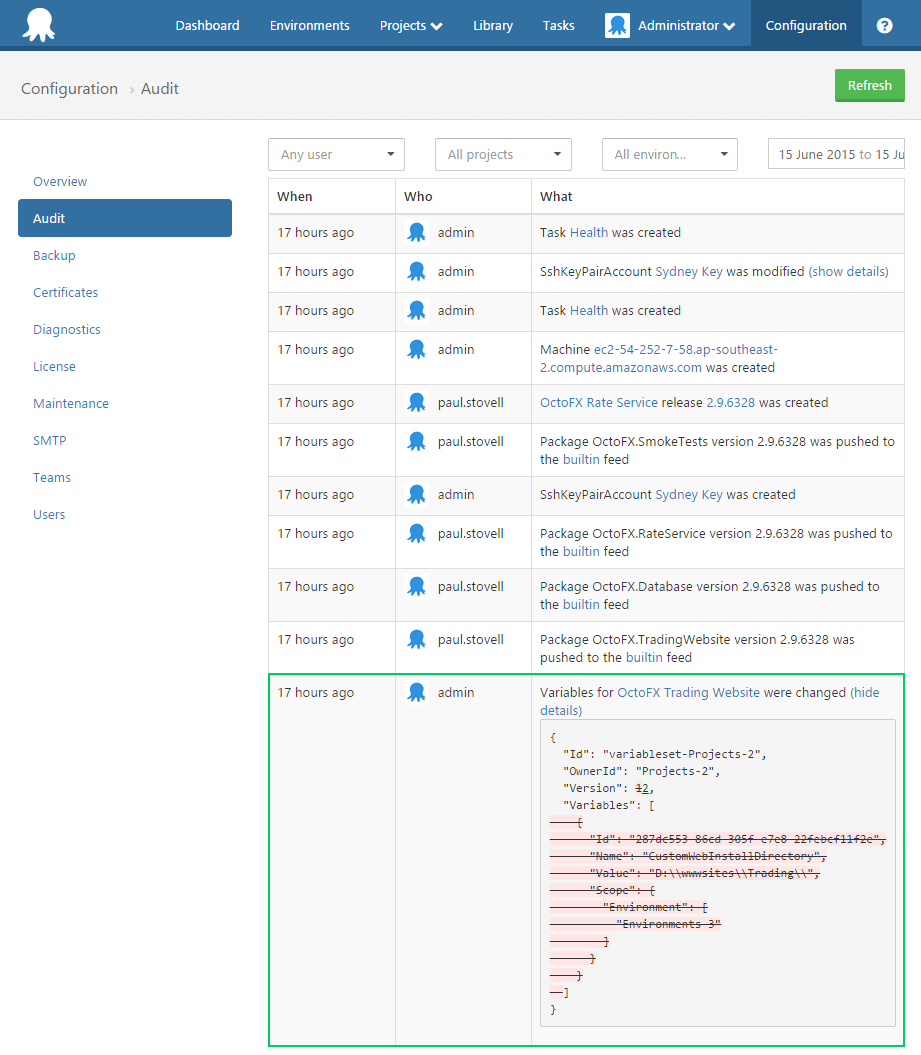 Dashboard Environments Projects Library Tasks Administrator Configuration ?
Configuration › Audit
Refresh
Any user All projects All environ... 15 June 2015 to 15 Ju
Overview
Audit
Backup
Certificates
Diagnostics
License
Maintenance
SMTP
Teams
Users
When Who What
17 hours ago admin Task Health was created
17 hours ago admin SshKeyPairAccount Sydney Key was modified (show details)
17 hours ago admin Task Health was created
17 hours ago admin Machine ec2-54-252-7-58.ap-southeast-
2.compute.amazonaws.com was created
17 hours ago paul.stovell OctoFX Rate Service release 2.9.6328 was created
17 hours ago paul.stovell Package OctoFX.SmokeTests version 2.9.6328 was pushed to
the builtin feed
17 hours ago admin SshKeyPairAccount Sydney Key was created
17 hours ago paul.stovell Package OctoFX.RateService version 2.9.6328 was pushed to
the builtin feed
17 hours ago paul.stovell Package OctoFX.Database version 2.9.6328 was pushed to
the builtin feed
17 hours ago paul.stovell Package OctoFX.TradingWebsite version 2.9.6328 was
pushed to the builtin feed
17 hours ago admin Variables for OctoFX Trading Website were changed (hide
details)
{
"Id": "variableset-Projects-2",
"OwnerId": "Projects-2",
"Version": 12,
"Variables": [
{
"Id": "287dc553-86cd-305f-e7e8-22febcf11f2e",
"Name": "CustomWebInstallDirectory",
"Value": "D:\\wwwsites\\Trading\\",
"Scope": {
"Environment": [
"Environments-3"
]
}
}
]
}